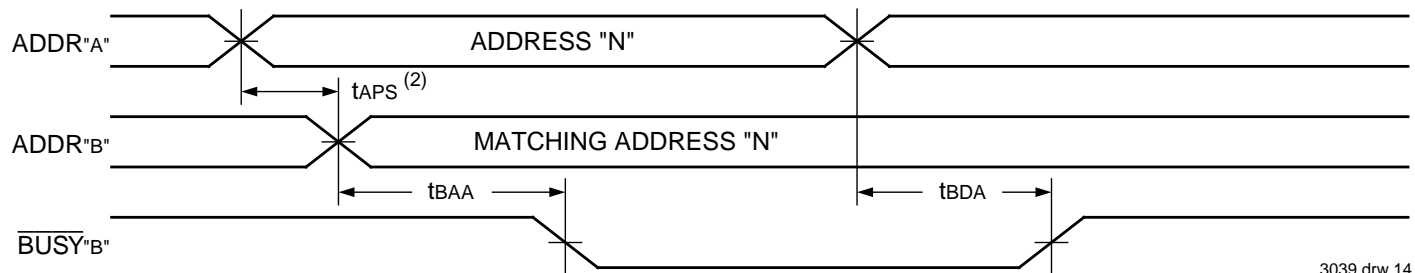 ADDR"A"
ADDRESS "N"
tAPS (2)
ADDR"B"
MATCHING ADDRESS "N"
tBAA
tBDA
BUSY"B"
3039 drw 14